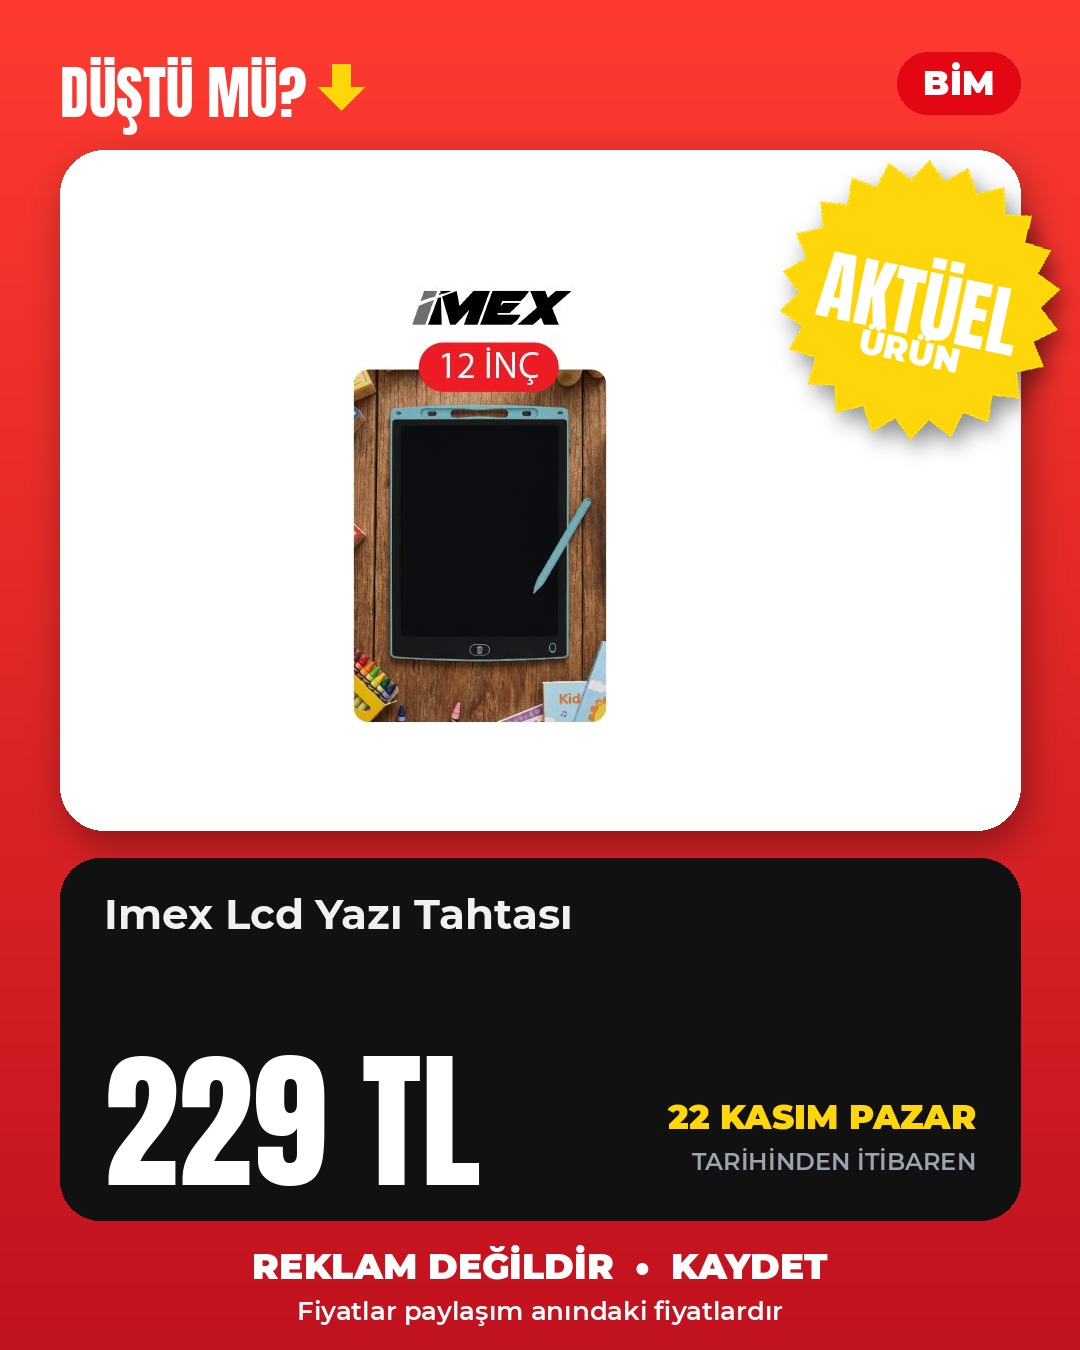 DÜŞTÜ MÜ?
BİM
AKTÜEL
ÜRÜN
iMEX
12 İNÇ
Kid
Imex Lcd Yazı Tahtası
229 TL
22 KASIM PAZAR
TARİHİNDEN İTİBAREN
REKLAM DEĞİLDİR • KAYDET
Fiyatlar paylaşım anındaki fiyatlardır